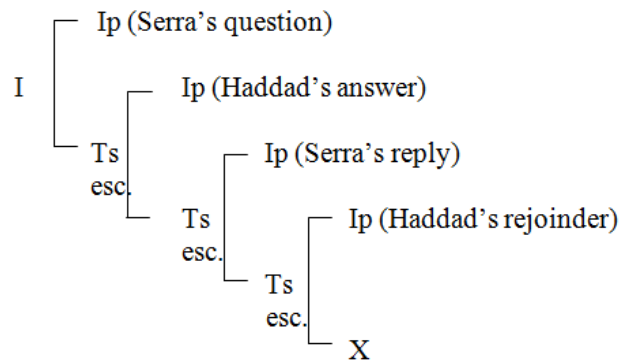 Ip (Serra's question)
I
Ip (Haddad's answer)
Ts
esc.
Ip (Serra's reply)
Ts
esc.
Ip (Haddad's rejoinder)
Ts
esc.
X